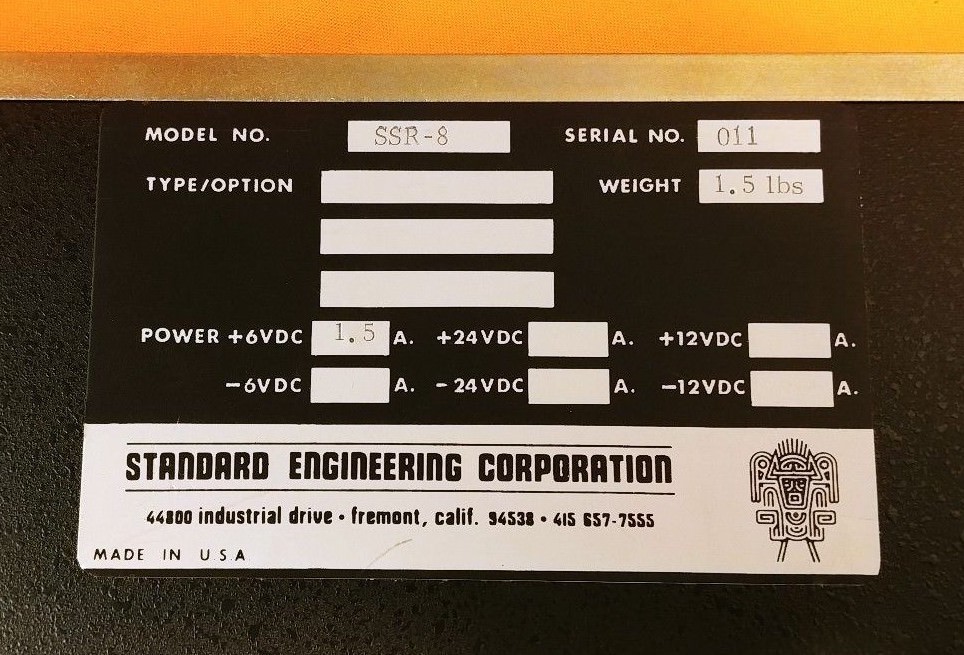 MODEL NO. SSR-8 SERIAL NO. 011
TYPE/OPTION WEIGHT 1.5 lbs
POWER +6VDC 1.5 A. +24VDC A. +12VDC A.
-6VDC A. -24VDC A. -12VDC A.
STANDARD ENGINEERING CORPORATION
44800 industrial drive • fremont, calif. 94538 • 415 657-7555
MADE IN U.S.A